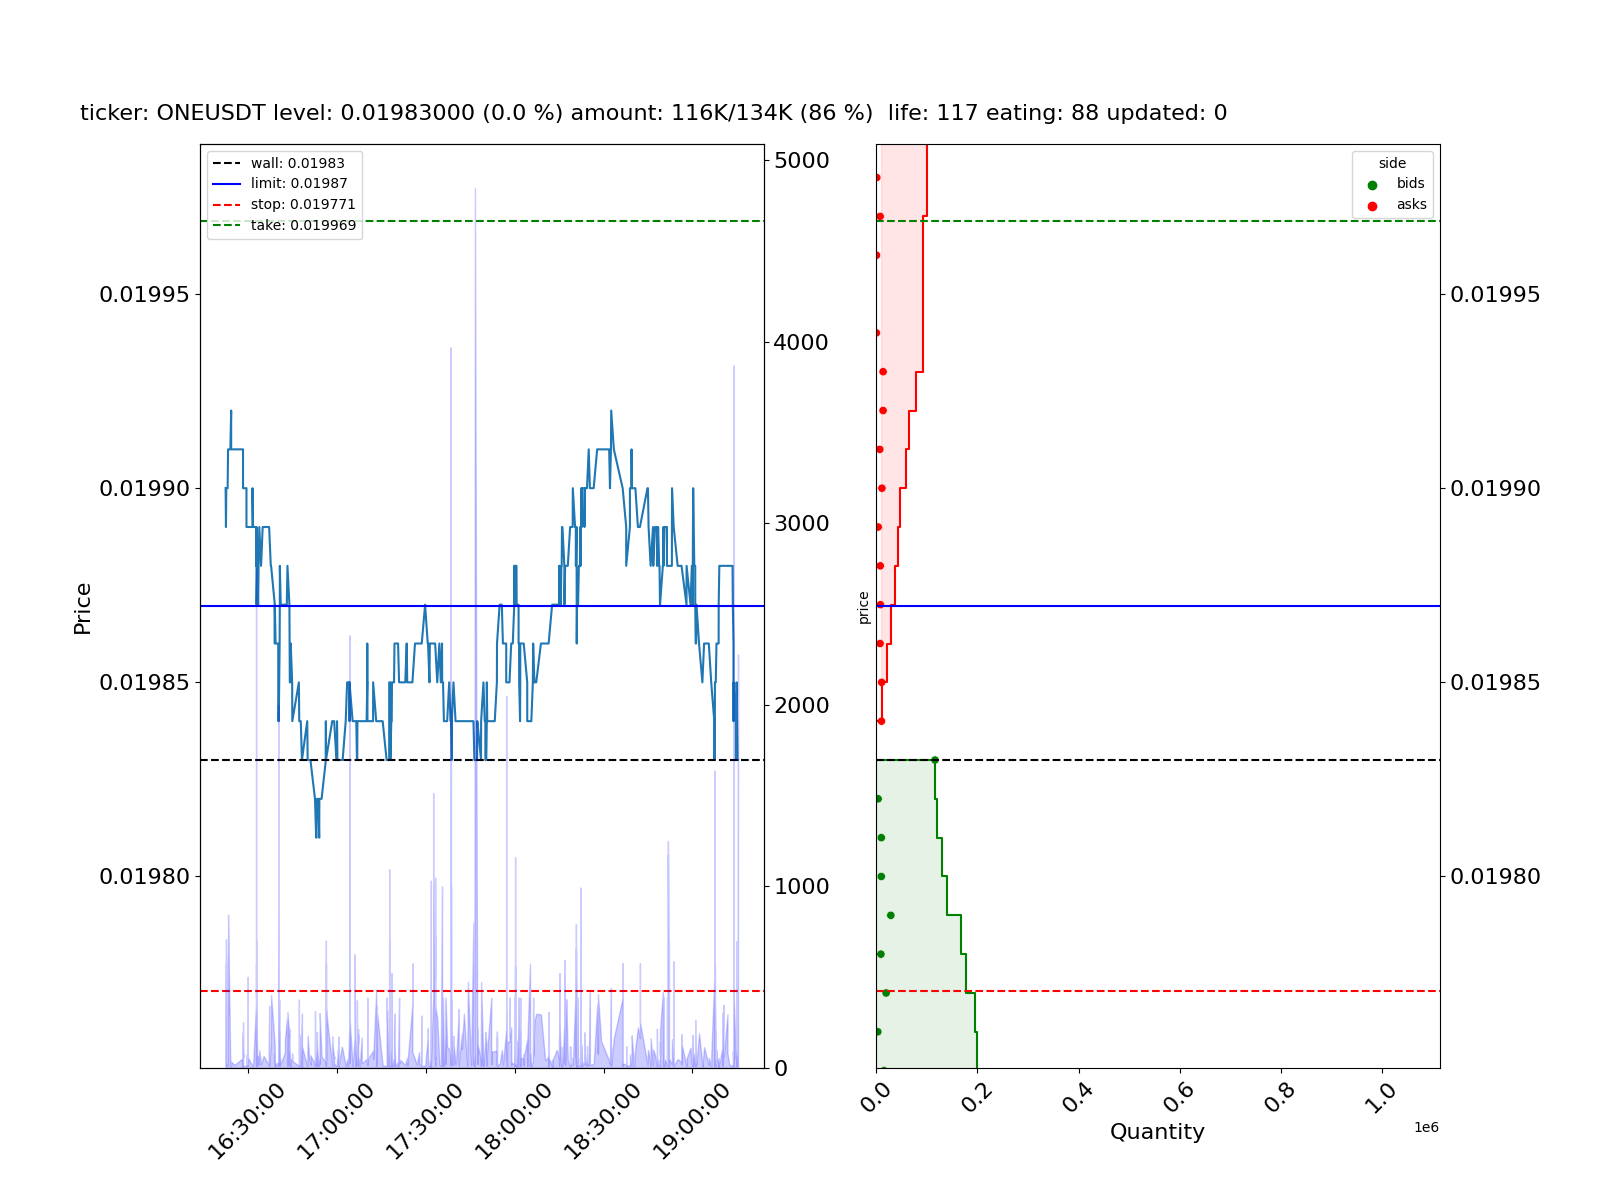 ticker: ONEUSDT level: 0.01983000 (0.0 %) amount: 116K/134K (86 %)  life: 117 eating: 88 updated: 0
wall: 0.01983
limit: 0.01987
stop: 0.019771
take: 0.019969
Price
0.01995
0.01990
0.01985
0.01980
5000
4000
3000
2000
1000
0
16:30:00
17:00:00
17:30:00
18:00:00
18:30:00
19:00:00
side
bids
asks
price
0.01995
0.01990
0.01985
0.01980
0.0
0.2
0.4
0.6
0.8
1.0
Quantity
1e6